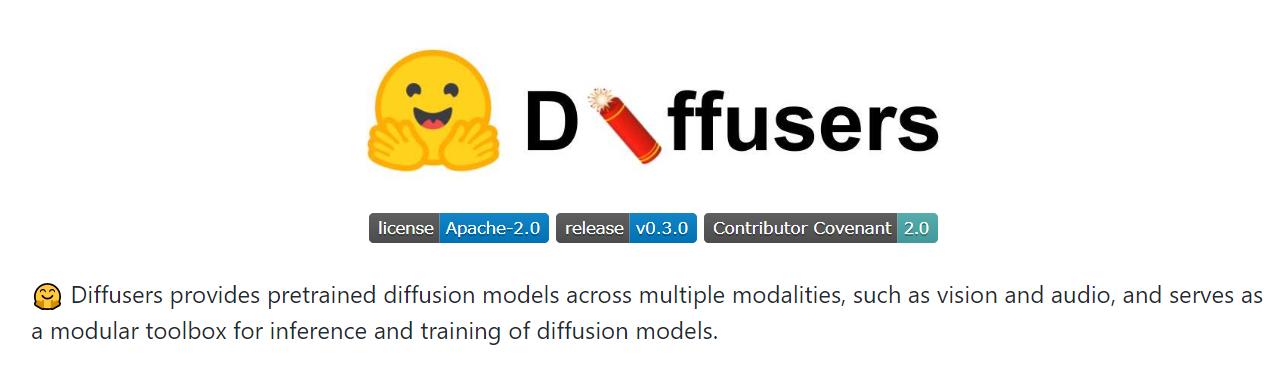 Diffusers
license Apache-2.0 release v0.3.0 Contributor Covenant 2.0
🤗 Diffusers provides pretrained diffusion models across multiple modalities, such as vision and audio, and serves as
a modular toolbox for inference and training of diffusion models.